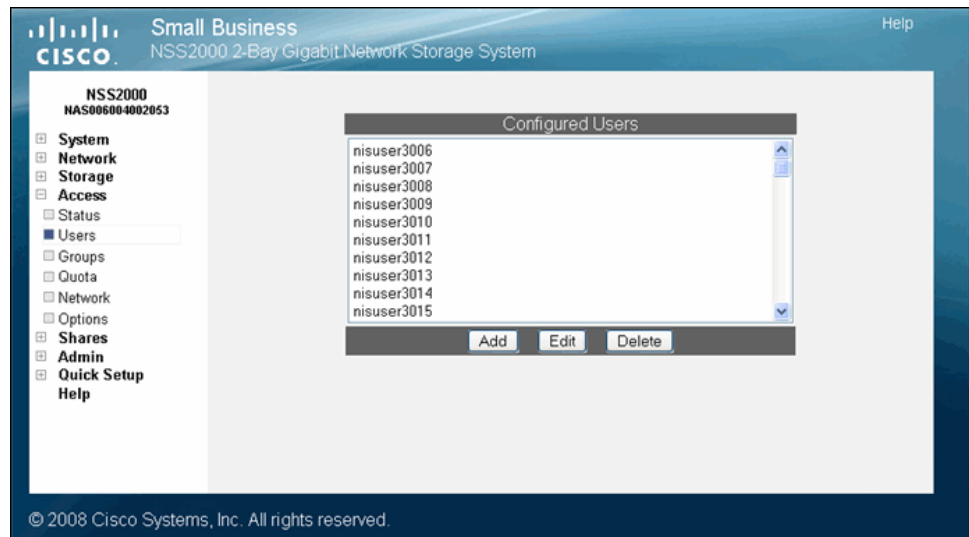 Small Business
Help
CISCO
NSS2000 2-Bay Gigabit Network Storage System
NSS2000
NAS006004002053
System
Network
Storage
Access
Status
Users
Groups
Quota
Network
Options
Shares
Admin
Quick Setup
Help
Configured Users
nisuser3006
nisuser3007
nisuser3008
nisuser3009
nisuser3010
nisuser3011
nisuser3012
nisuser3013
nisuser3014
nisuser3015
Add Edit Delete
© 2008 Cisco Systems, Inc. All rights reserved.